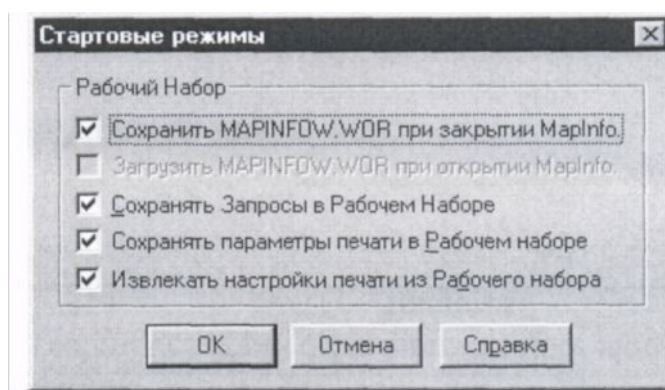 Стартовые режимы
Рабочий Набор
Сохранить MAPINFOW.WOR при закрытии MapInfo.
Загрузить MAPINFOW.WOR при открытии MapInfo.
Сохранять Запросы в Рабочем Наборе
Сохранять параметры печати в Рабочем наборе
Извлекать настройки печати из Рабочего набора
OK Отмена Справка